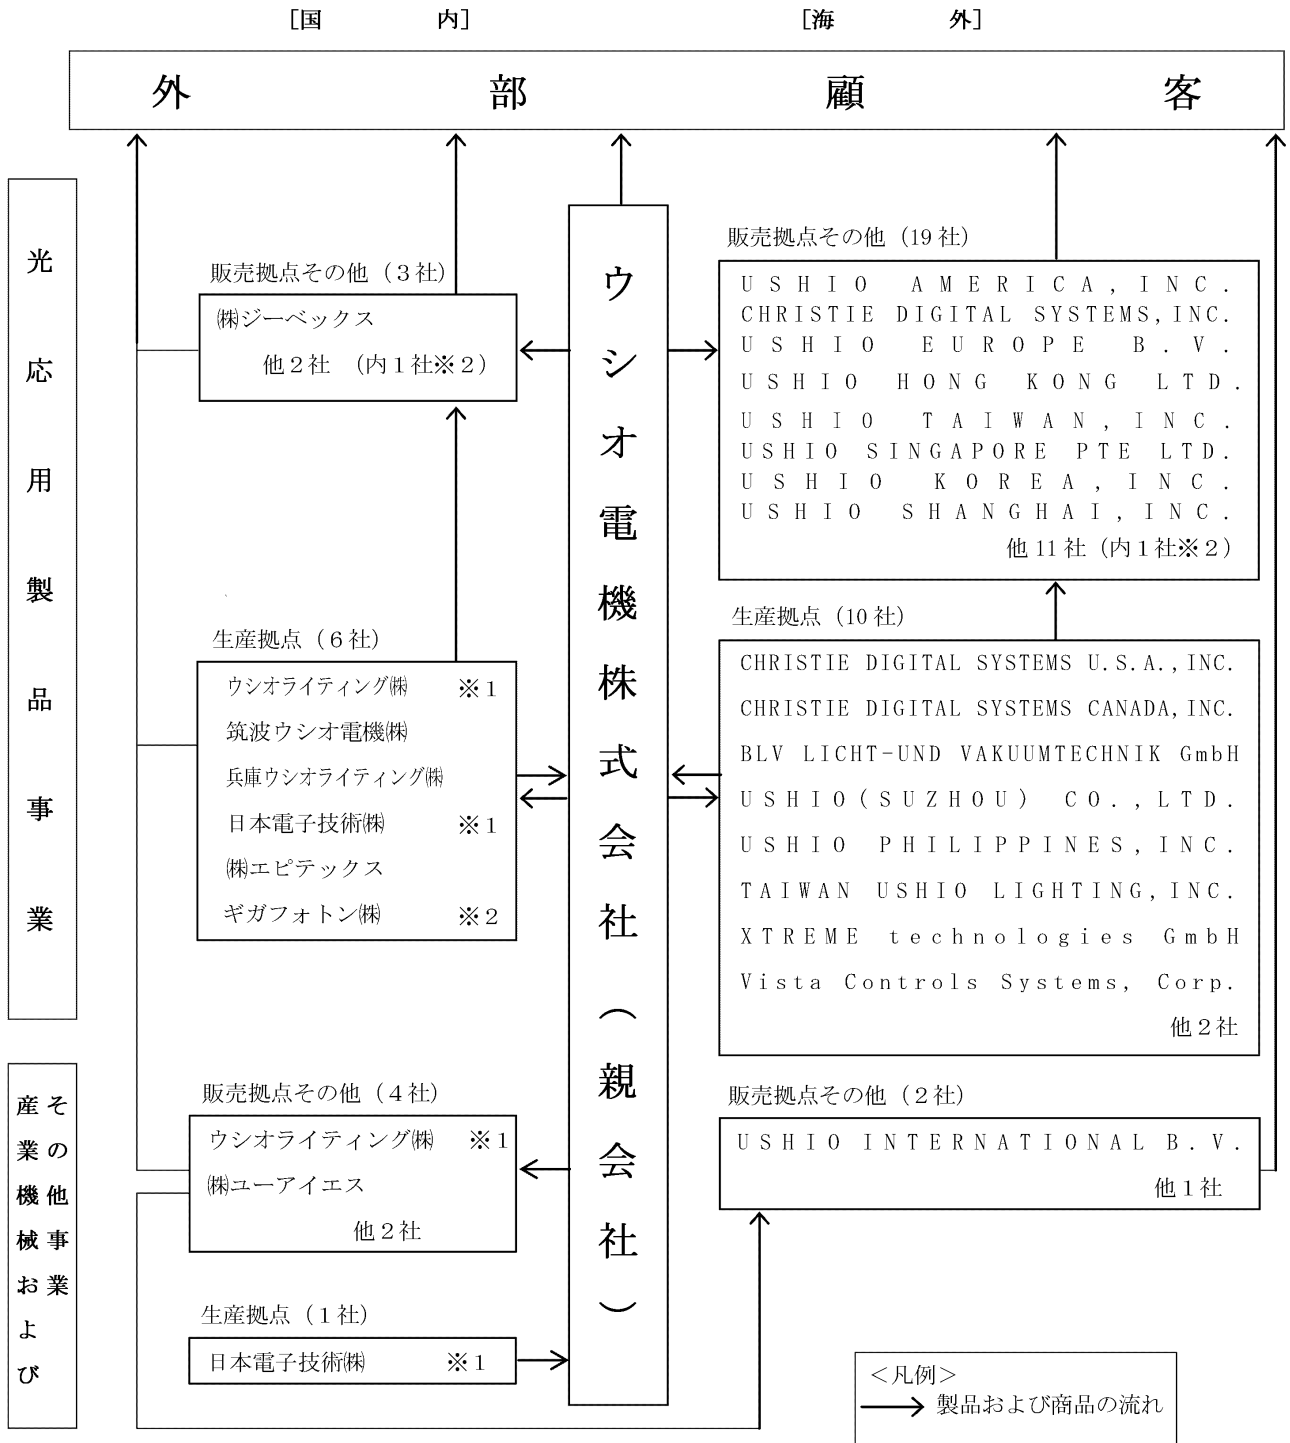 ［国　内］
［海　外］
外部顧客
光応用製品事業
販売拠点その他（３社）
㈱ジーベックス
他２社　（内１社※２）
生産拠点（６社）
ウシオライティング㈱　※１
筑波ウシオ電機㈱
兵庫ウシオライティング㈱
日本電子技術㈱　※１
㈱エピテックス
ギガフォトン㈱　※２
ウシオ電機株式会社（親会社）
販売拠点その他（19社）
USHIO AMERICA,INC.
CHRISTIE DIGITAL SYSTEMS,INC.
USHIO EUROPE B.V.
USHIO HONG KONG LTD.
USHIO TAIWAN,INC.
USHIO SINGAPORE PTE LTD.
USHIO KOREA,INC.
USHIO SHANGHAI,INC.
他11社（内１社※２）
生産拠点（10社）
CHRISTIE DIGITAL SYSTEMS U.S.A.,INC.
CHRISTIE DIGITAL SYSTEMS CANADA,INC.
BLV LICHT-UND VAKUUMTECHNIK GmbH
USHIO(SUZHOU) CO.,LTD.
USHIO PHILIPPINES,INC.
TAIWAN USHIO LIGHTING,INC.
XTREME technologies GmbH
Vista Controls Systems, Corp.
他２社
産業機械および
その他事業
販売拠点その他（４社）
ウシオライティング㈱　※１
㈱ユーアイエス
他２社
生産拠点（１社）
日本電子技術㈱　※１
販売拠点その他（２社）
USHIO INTERNATIONAL B.V.
他１社
＜凡例＞
製品および商品の流れ